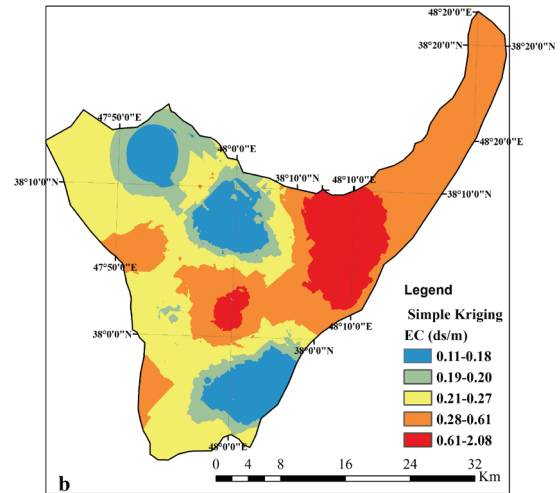 48°20'0"E
38°20'0"N
38°20'0"N
47°50'0"E
48°20'0"E
48°0'0"E
38°10'0"N
38°10'0"N
48°10'0"E
38°10'0"N
47°50'0"E
48°10'0"E
38°0'0"N
38°0'0"N
48°0'0"E
Legend
Simple Kriging
EC (ds/m)
0.11-0.18
0.19-0.20
0.21-0.27
0.28-0.61
0.61-2.08
b
0 4 8 16 24 32
Km